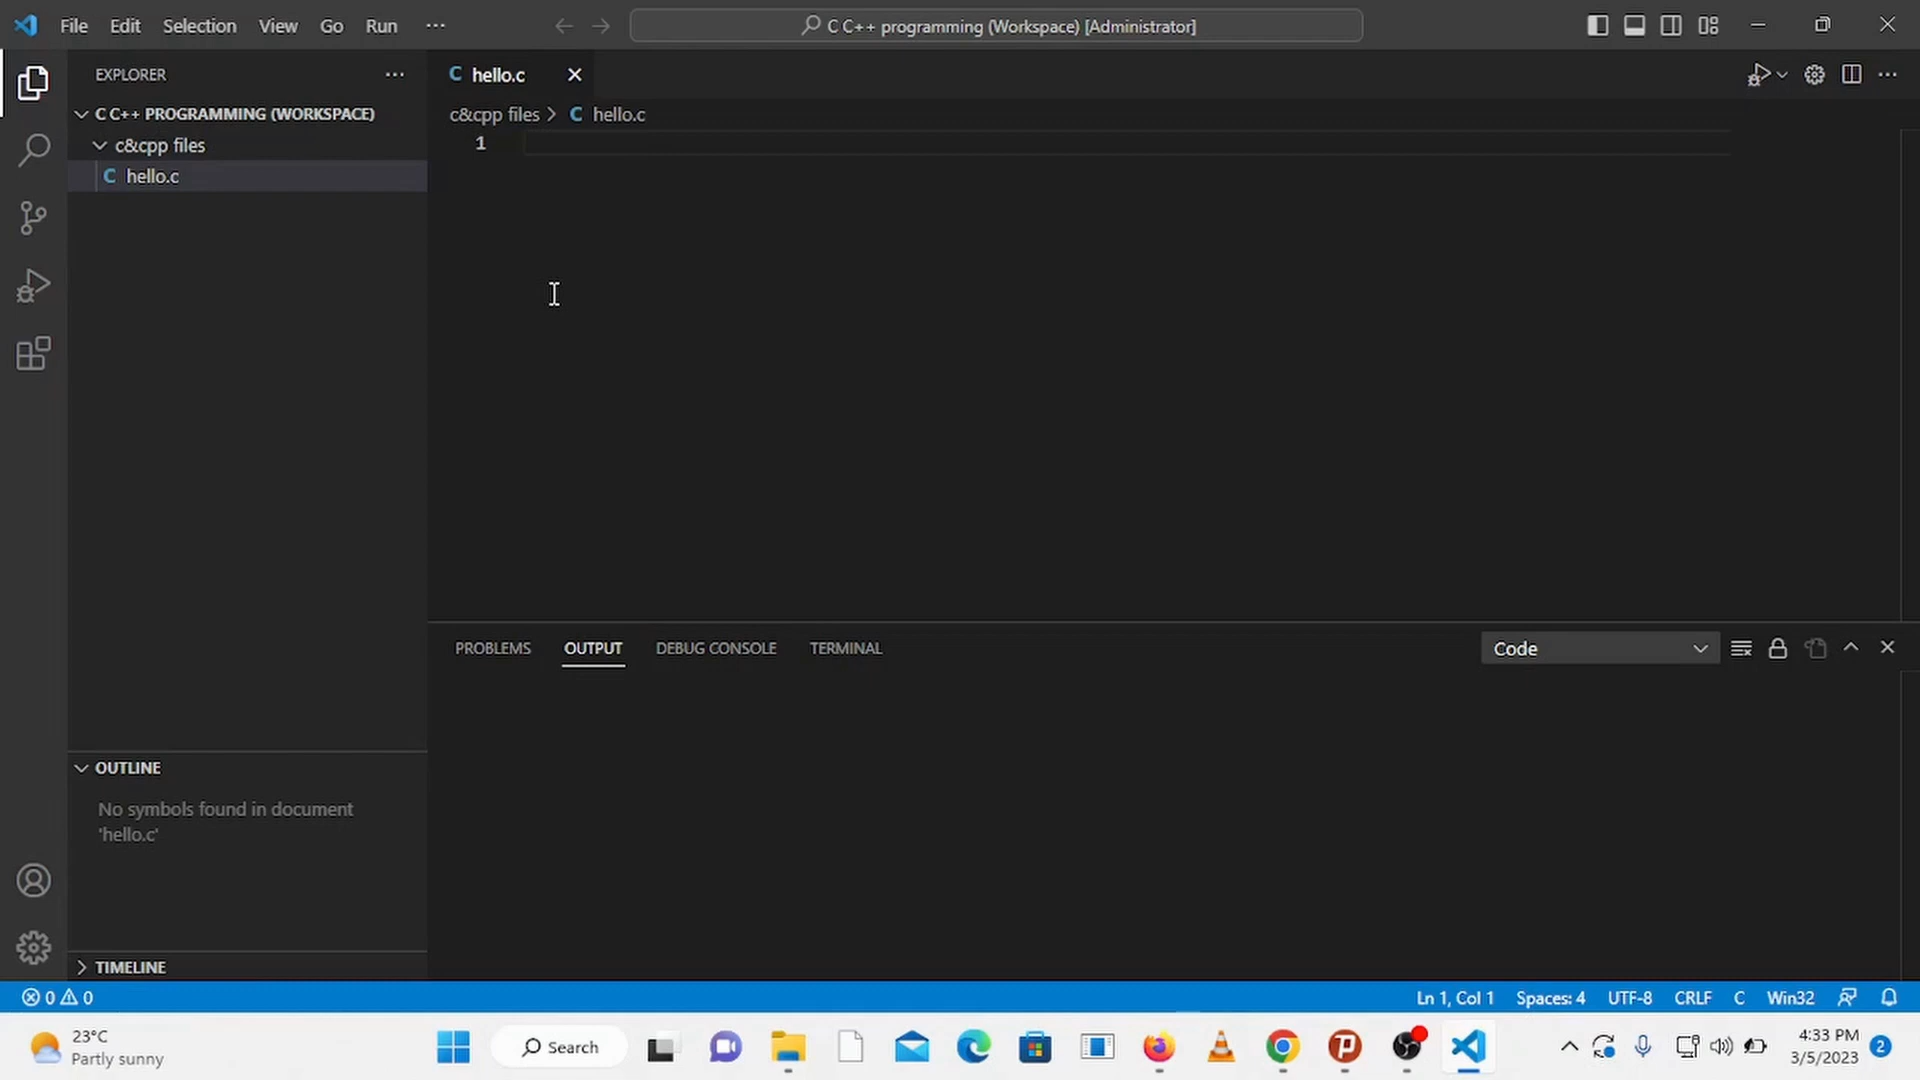 File Edit Selection View Go Run ···
C C++ programming (Workspace) [Administrator]
EXPLORER
C C++ PROGRAMMING (WORKSPACE)
c&cpp files
C hello.c
C hello.c
c&cpp files > C hello.c
1
PROBLEMS OUTPUT DEBUG CONSOLE TERMINAL
Code
OUTLINE
No symbols found in document
'hello.c'
TIMELINE
0 0
Ln 1, Col 1 Spaces: 4 UTF-8 CRLF C Win32
23°C
Partly sunny
Search
4:33 PM
3/5/2023
2